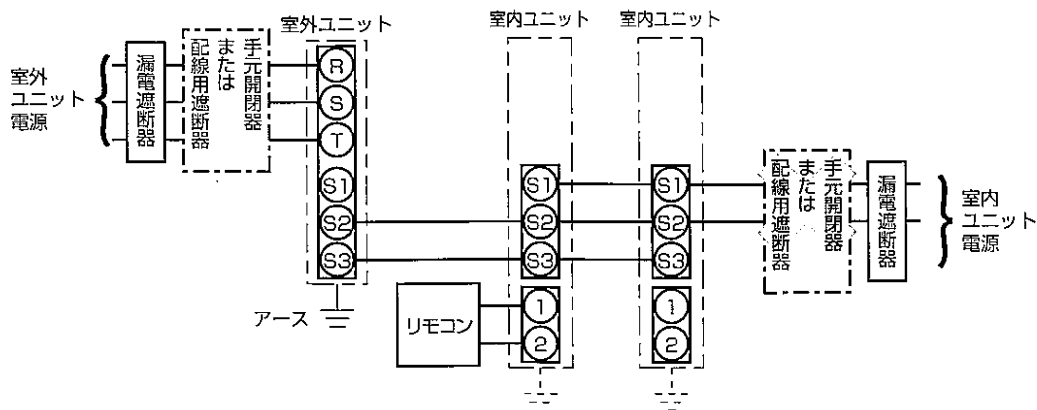 室外ユニット
室内ユニット
室内ユニット
室外
ユニット
電源
漏電遮断器
手元開閉器
または
配線用遮断器
R
S
T
S1
S2
S3
S1
S2
S3
S1
S2
S3
手元開閉器
または
配線用遮断器
漏電遮断器
室内
ユニット
電源
アース
リモコン
1
2
1
2